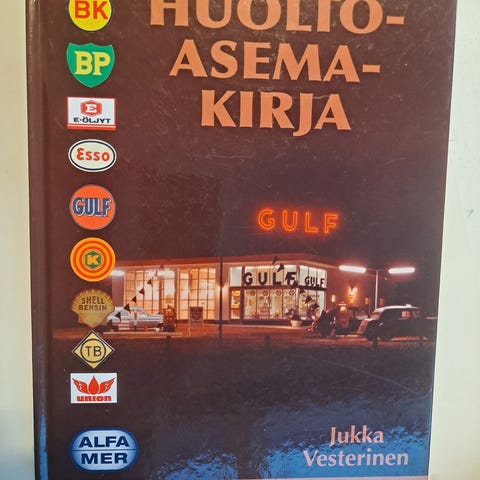 HUOLTO-
ASEMA-
KIRJA
BK
BP
E
E-ÖLJYT
Esso
GULF
K
SHELL
BENSIN
TB
union
ALFA
MER
GULF
GULF GULF
Jukka
Vesterinen